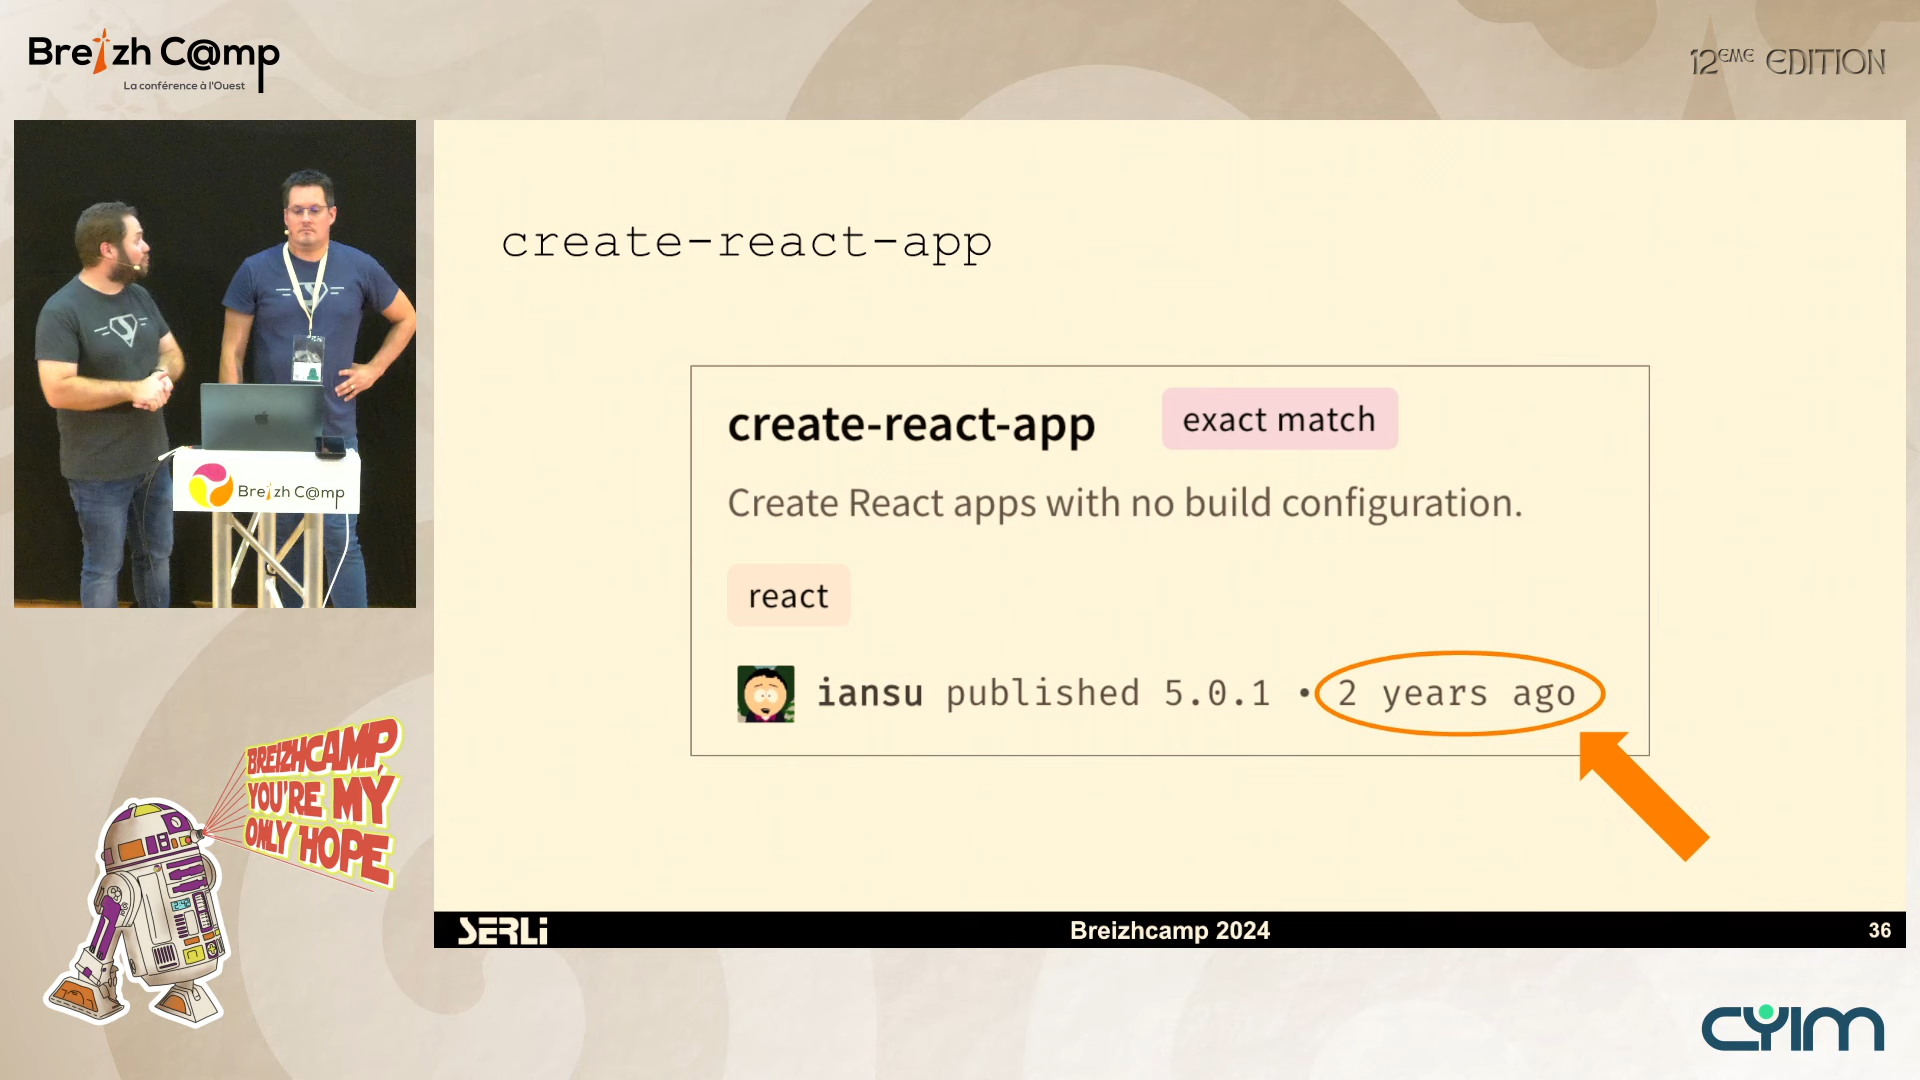 Breizh C@mp
La conférence à l'Ouest
12ÈME EDITION
create-react-app
create-react-app
exact match
Create React apps with no build configuration.
react
iansu published 5.0.1 • 2 years ago
Breizh C@mp
BREIZHCAMP,
YOU'RE MY
ONLY HOPE
SERLI
Breizhcamp 2024
36
CYIM